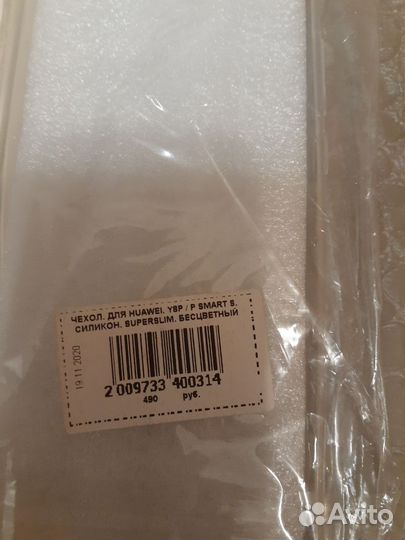 ЧЕХОЛ. ДЛЯ HUAWEI. Y8P / P SMART S.
СИЛИКОН. SUPERSLIM. БЕСЦВЕТНЫЙ
19 11 2020
2 009733 400314
490 руб.
Avito